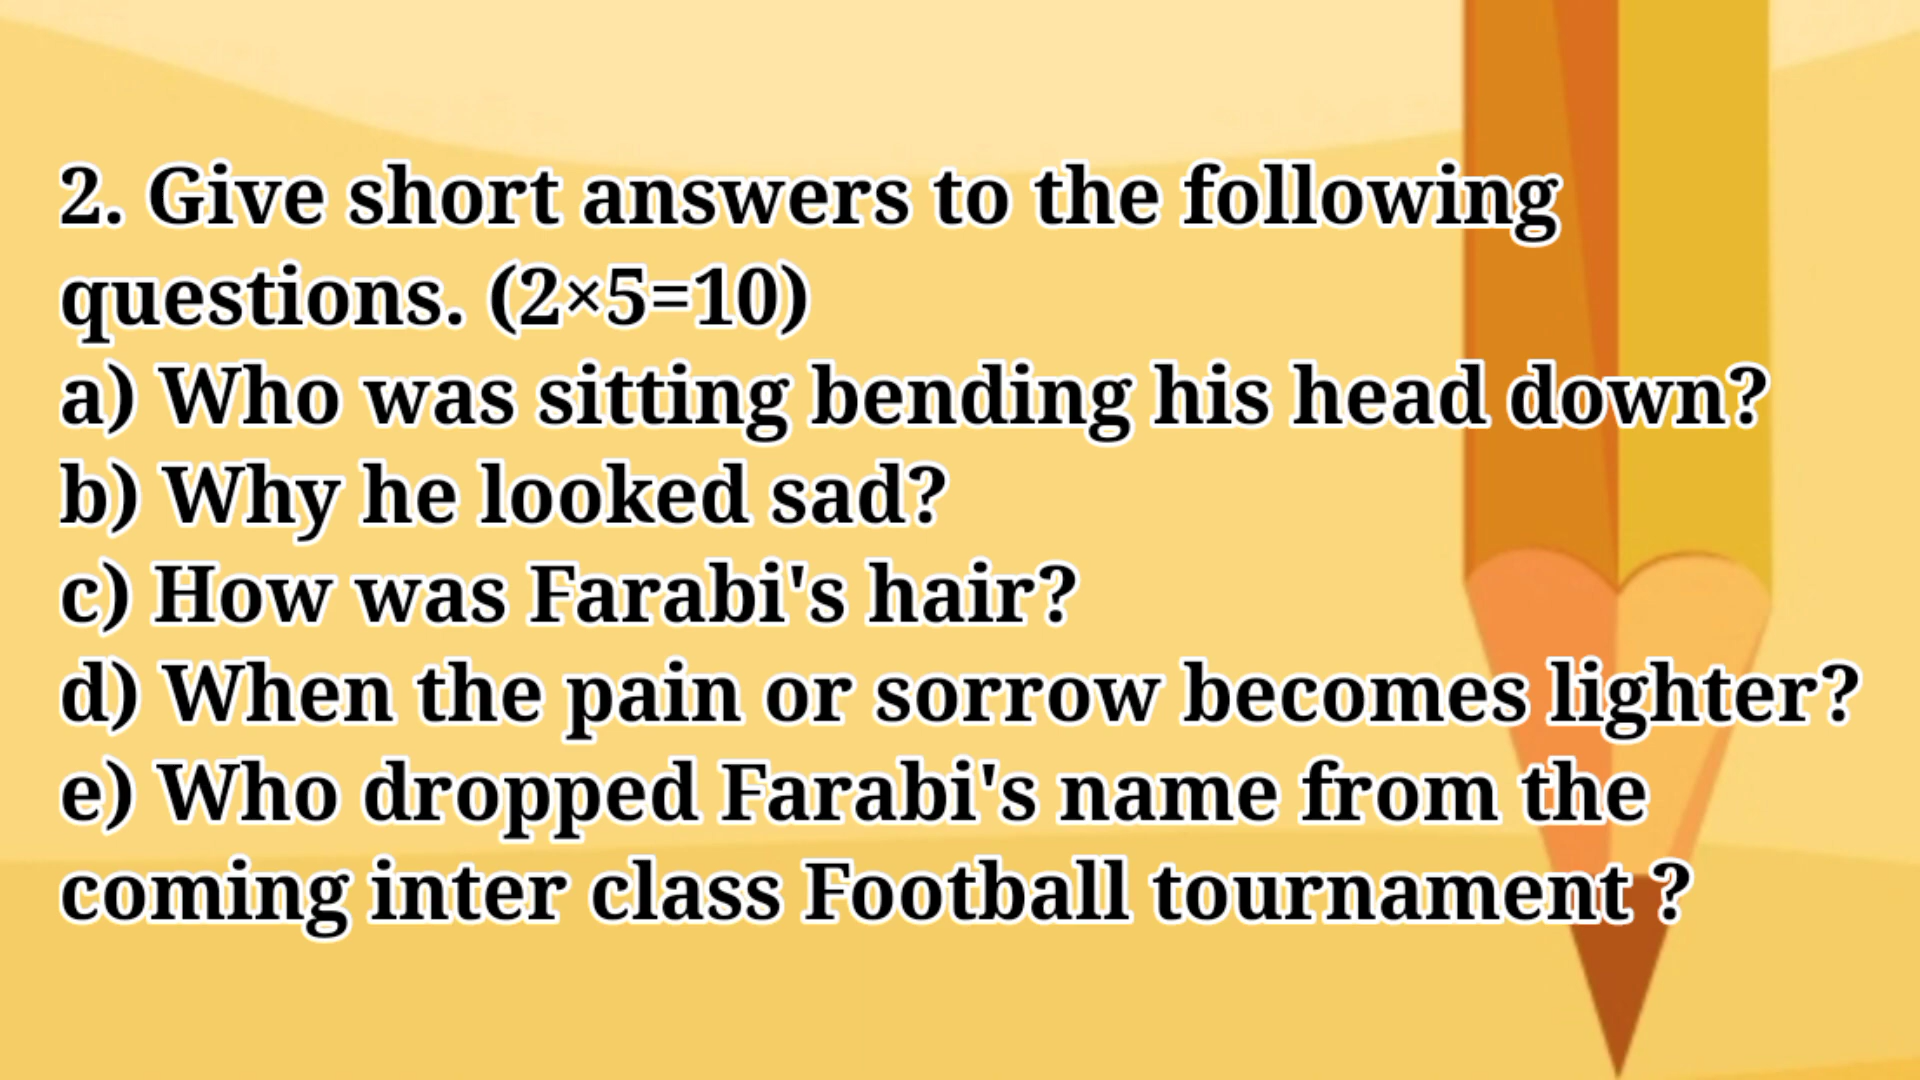 2. Give short answers to the following
questions. (2×5=10)
a) Who was sitting bending his head down?
b) Why he looked sad?
c) How was Farabi's hair?
d) When the pain or sorrow becomes lighter?
e) Who dropped Farabi's name from the
coming inter class Football tournament ?